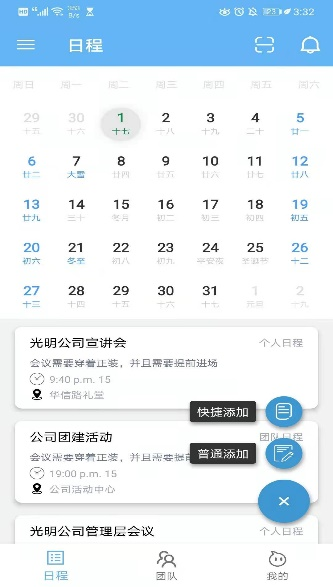 HD 5G 3:32
日程
周日 周一 周二 周三 周四 周五 周六
29 30 1 2 3 4 5
十五 十六 十七 十八 十九 二十 廿一
6 7 8 9 10 11 12
廿二 大雪 廿四 廿五 廿六 廿七 廿八
13 14 15 16 17 18 19
廿九 三十 冬月 初二 初三 初四 初五
20 21 22 23 24 25 26
初六 冬至 初八 初九 平安夜 圣诞节 十二
27 28 29 30 31 1 2
十三 十四 十五 十六 十七 元旦 十九
光明公司宣讲会 个人日程
会议需要穿着正装，并且需要提前进场
9:40 p.m. 15
华信路礼堂
快捷添加
公司团建活动 团队日程
会议需要穿着正装，并且需要提前
普通添加
19:00 p.m. 15
公司活动中心
光明公司管理层会议 个人日程
日程 团队 我的